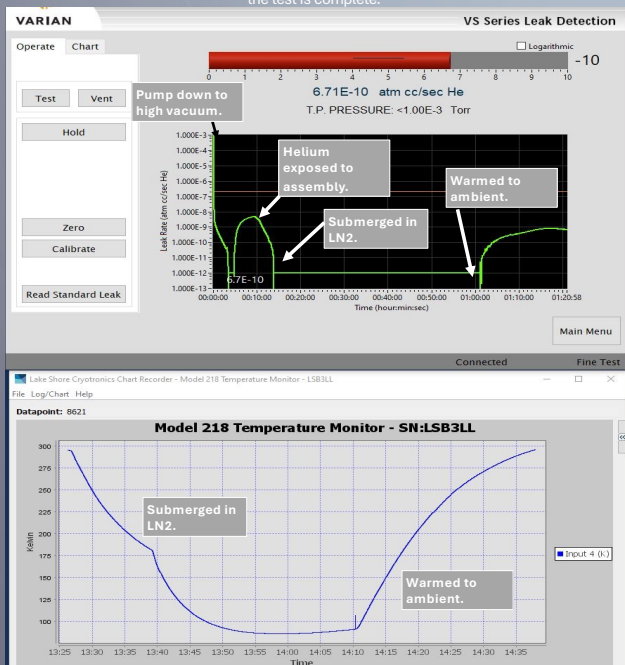 the test is complete.
VARIAN
VS Series Leak Detection
Operate Chart
Logarithmic
-10
0 1 2 3 4 5 6 7 8 9 10
6.71E-10 atm cc/sec He
T.P. PRESSURE: <1.00E-3 Torr
Test Vent
Hold
Zero
Calibrate
Read Standard Leak
Pump down to
high vacuum.
Helium
exposed to
assembly.
Submerged in
LN2.
Warmed to
ambient.
Leak Rate (atm cc/sec He)
1.000E-3
1.000E-4
1.000E-5
1.000E-6
1.000E-7
1.000E-8
1.000E-9
1.000E-10
1.000E-11
1.000E-12
1.000E-13
6.7E-10
00:00:00 00:10:00 00:20:00 00:30:00 00:40:00 00:50:00 01:00:00 01:10:00 01:20:58
Time (hour:min:sec)
Main Menu
Connected Fine Test
Lake Shore Cryotronics Chart Recorder - Model 218 Temperature Monitor - LSB3LL
File Log/Chart Help
Datapoint: 8621
Model 218 Temperature Monitor - SN:LSB3LL
Kelvin
300
275
250
225
200
175
150
125
100
Submerged in
LN2.
Warmed to
ambient.
Input 4 (K)
13:25 13:30 13:35 13:40 13:45 13:50 13:55 14:00 14:05 14:10 14:15 14:20 14:25 14:30 14:35
Time